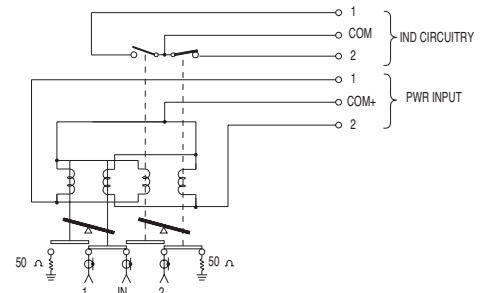 1
COM
2
IND CIRCUITRY
1
COM+
2
PWR INPUT
50 Ω
50 Ω
1 IN 2